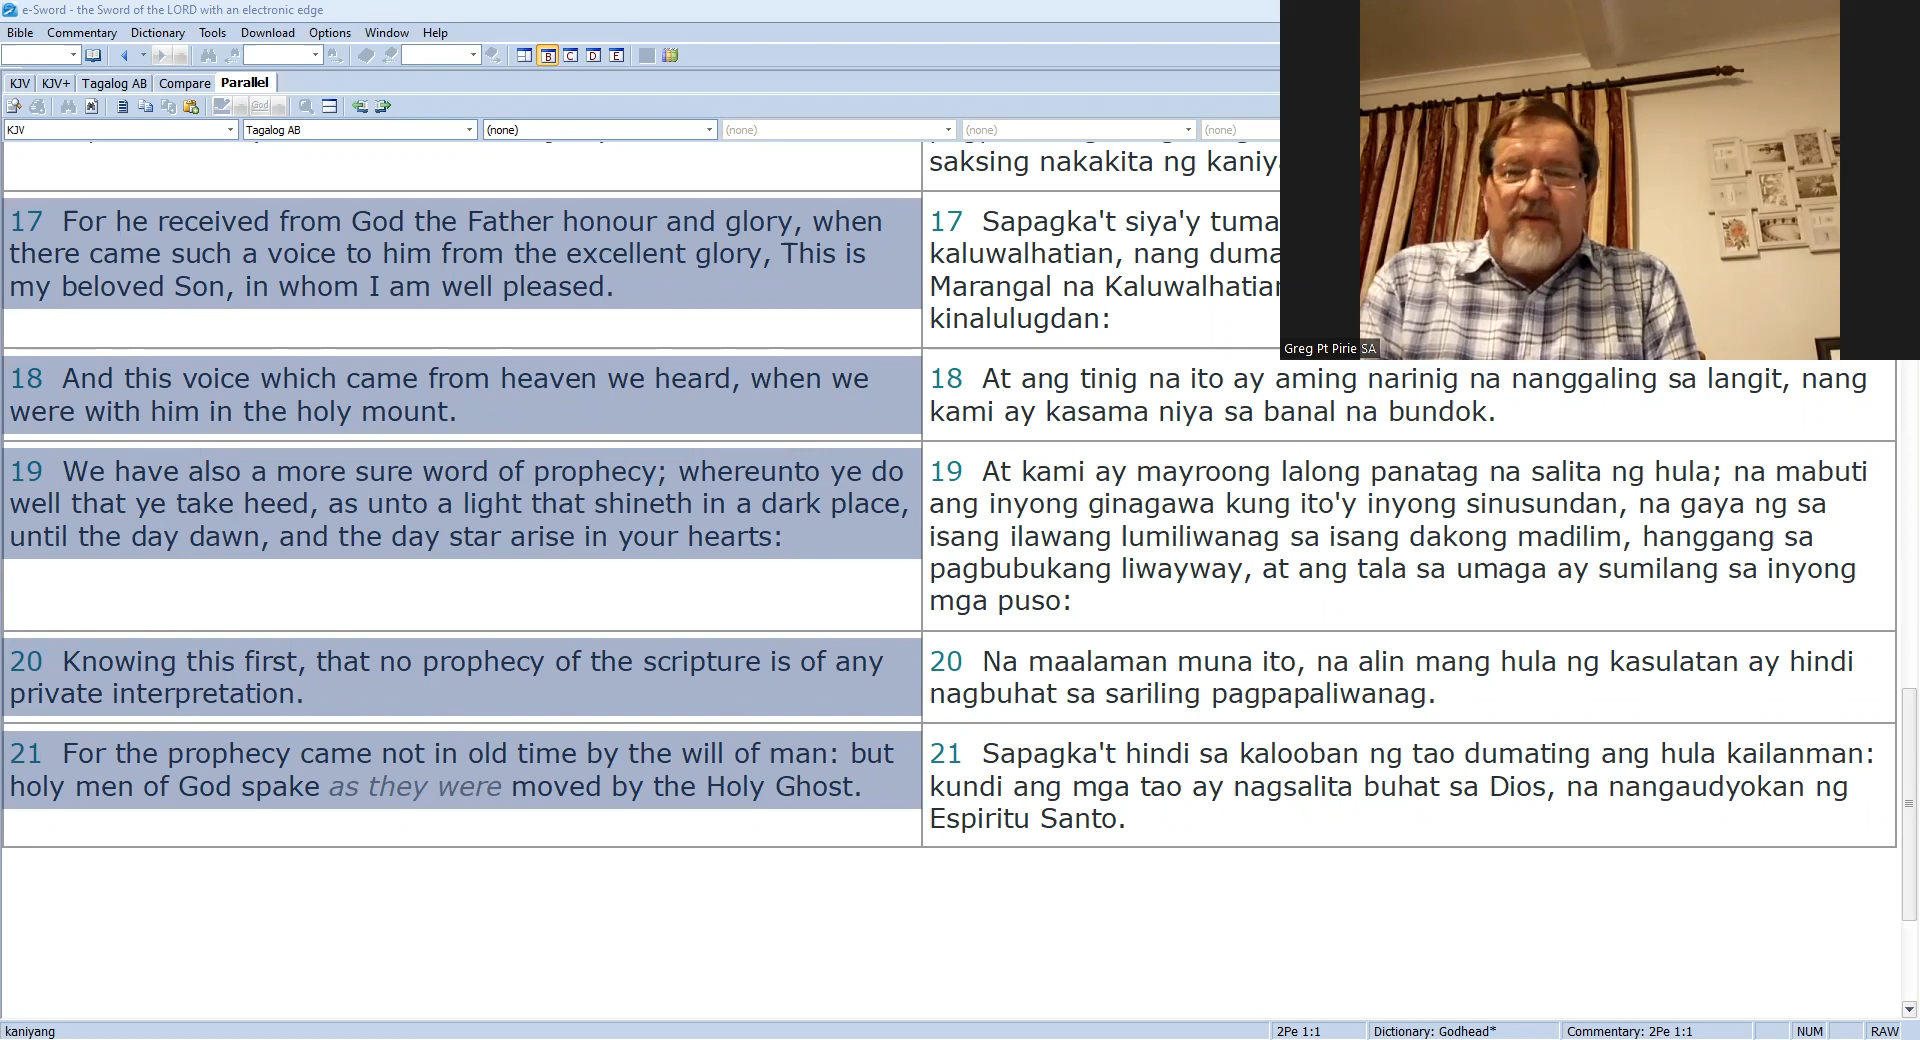 e-Sword - the Sword of the LORD with an electronic edge
Bible Commentary Dictionary Tools Download Options Window Help
B C D E
KJV KJV+ Tagalog AB Compare Parallel
God
KJV Tagalog AB (none) (none) (none) (none)
saksing nakakita ng kaniy
17 For he received from God the Father honour and glory, when
there came such a voice to him from the excellent glory, This is
my beloved Son, in whom I am well pleased.
17 Sapagka't siya'y tuma
kaluwalhatian, nang duma
Marangal na Kaluwalhatian
kinalulugdan:
Greg Pt Pirie SA
18 And this voice which came from heaven we heard, when we
were with him in the holy mount.
18 At ang tinig na ito ay aming narinig na nanggaling sa langit, nang
kami ay kasama niya sa banal na bundok.
19 We have also a more sure word of prophecy; whereunto ye do
well that ye take heed, as unto a light that shineth in a dark place,
until the day dawn, and the day star arise in your hearts:
19 At kami ay mayroong lalong panatag na salita ng hula; na mabuti
ang inyong ginagawa kung ito'y inyong sinusundan, na gaya ng sa
isang ilawang lumiliwanag sa isang dakong madilim, hanggang sa
pagbubukang liwayway, at ang tala sa umaga ay sumilang sa inyong
mga puso:
20 Knowing this first, that no prophecy of the scripture is of any
private interpretation.
20 Na maalaman muna ito, na alin mang hula ng kasulatan ay hindi
nagbuhat sa sariling pagpapaliwanag.
21 For the prophecy came not in old time by the will of man: but
holy men of God spake as they were moved by the Holy Ghost.
21 Sapagka't hindi sa kalooban ng tao dumating ang hula kailanman:
kundi ang mga tao ay nagsalita buhat sa Dios, na nangaudyokan ng
Espiritu Santo.
kaniyang 2Pe 1:1 Dictionary: Godhead* Commentary: 2Pe 1:1 NUM RAW